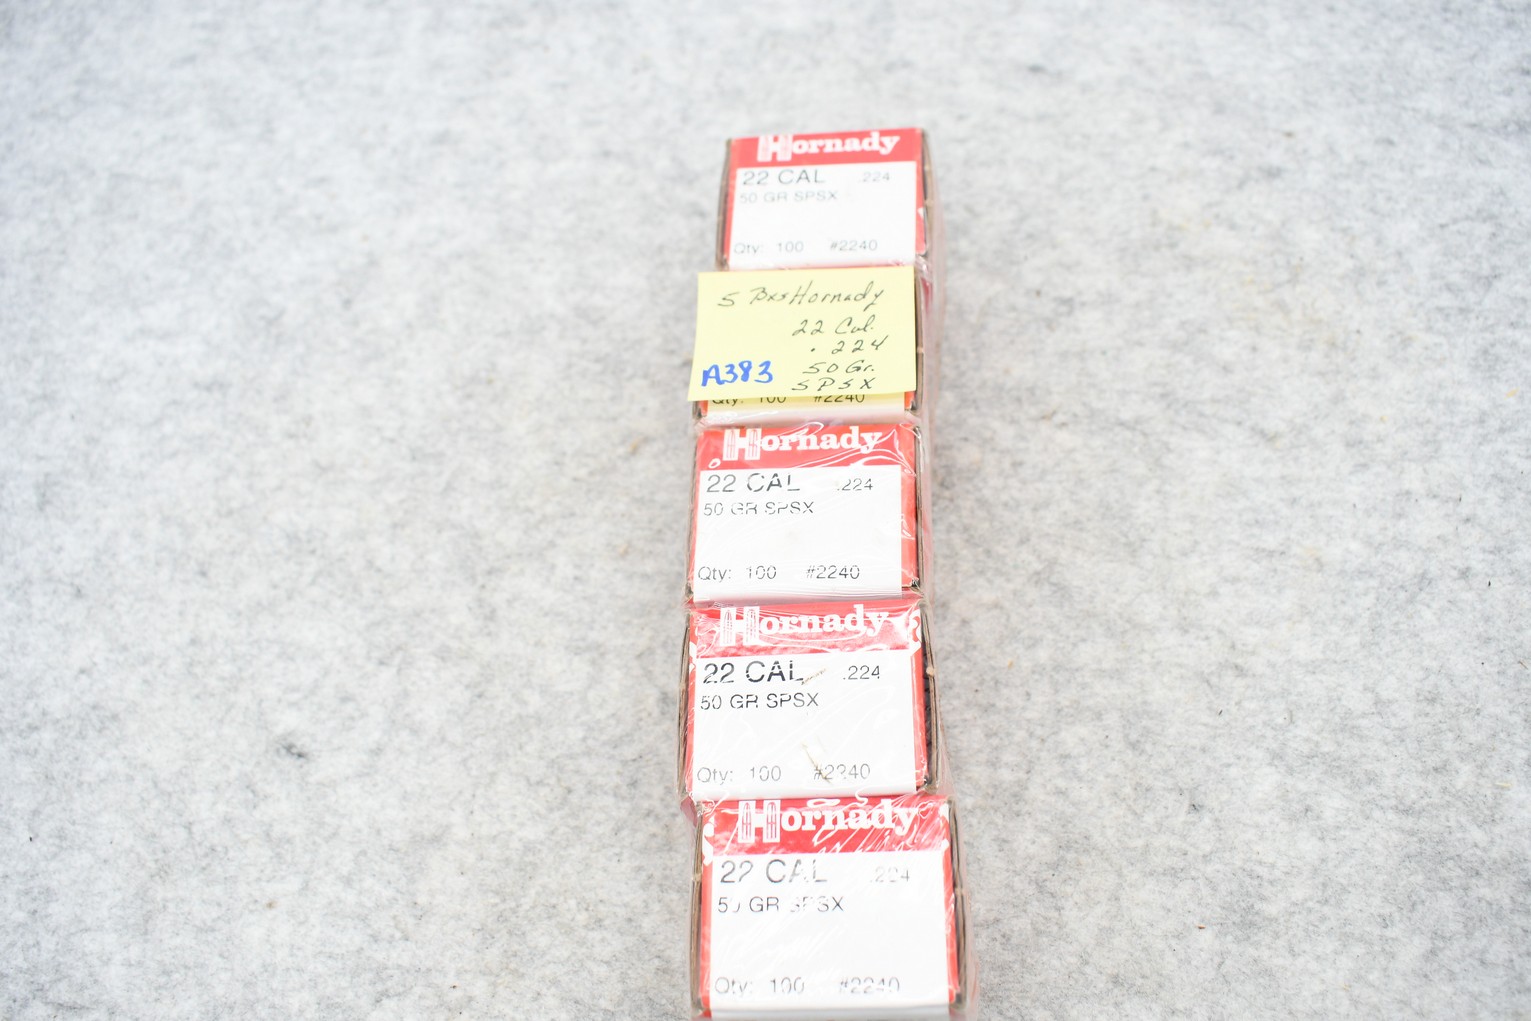 Hornady
22 CAL .224
50 GR SPSX
Qty: 100 #2240
5 Bxs Hornady
22 Cal.
. 224
A383 50 Gr.
SPSX
Qty: 100 #2240
Hornady
22 CAL .224
50 GR SPSX
Qty: 100 #2240
Hornady
22 CAL .224
50 GR SPSX
Qty: 100 #2240
Hornady
22 CAL .224
50 GR SPSX
Qty: 100 #2240